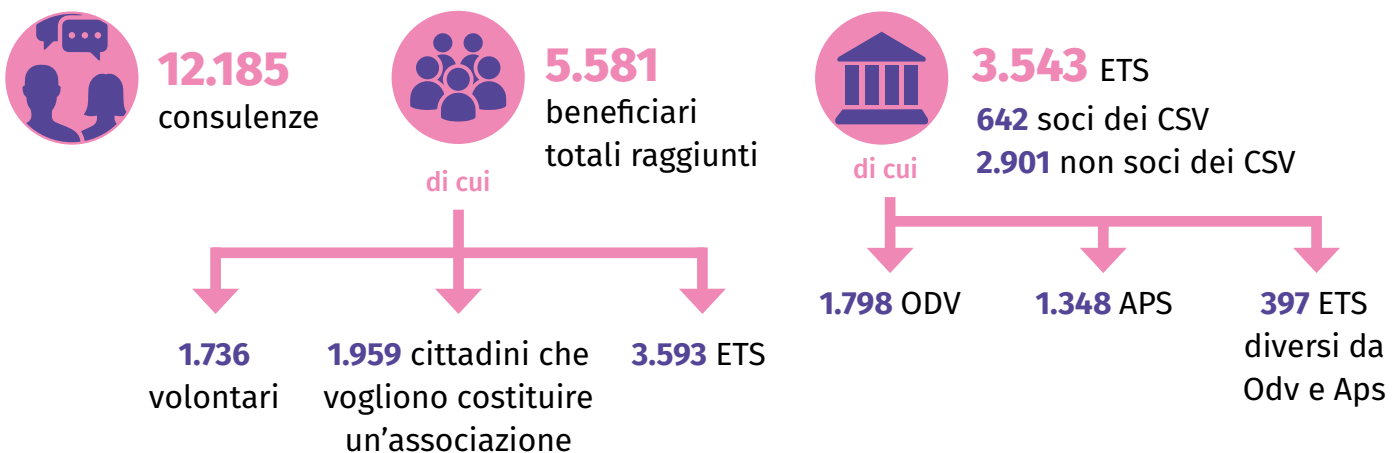 12.185
consulenze
5.581
beneficiari
totali raggiunti
di cui
1.736
volontari
1.959 cittadini che
vogliono costituire
un'associazione
3.593 ETS
3.543 ETS
642 soci dei CSV
2.901 non soci dei CSV
di cui
1.798 ODV
1.348 APS
397 ETS
diversi da
Odv e Aps